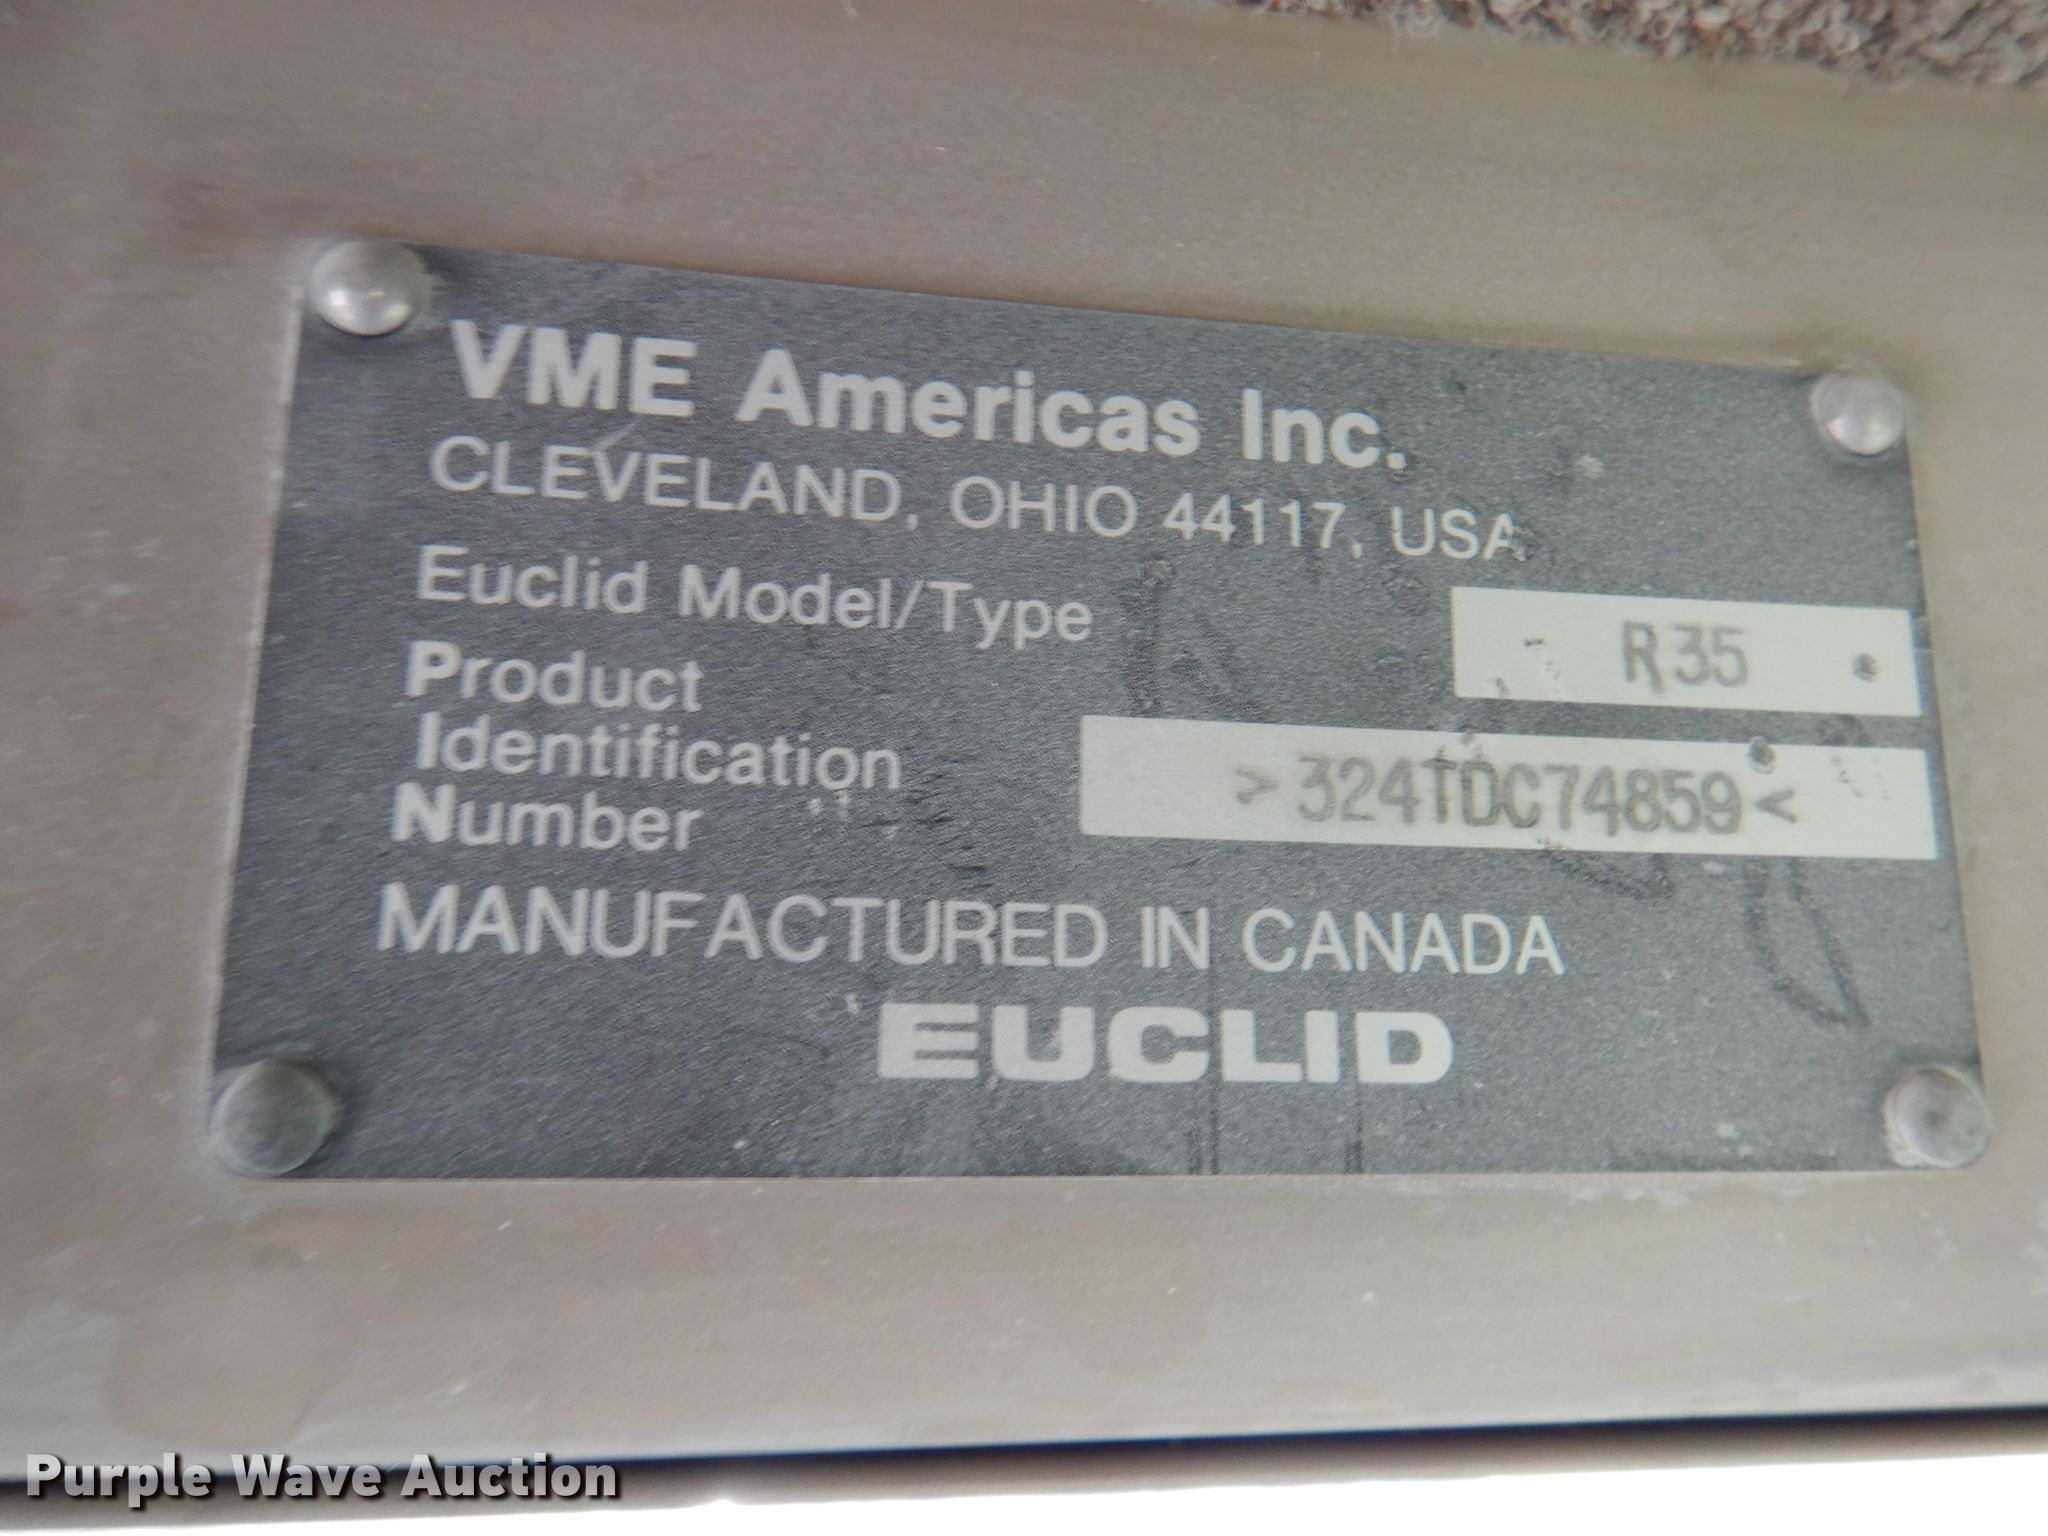 VME Americas Inc.
CLEVELAND, OHIO 44117, USA
Euclid Model/Type R35
Product
Identification >324TDC74859<
Number
MANUFACTURED IN CANADA
EUCLID
Purple Wave Auction